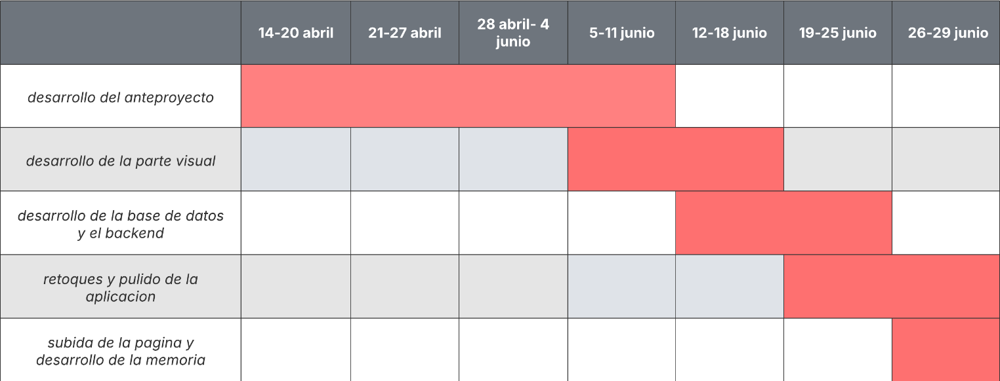 14-20 abril
21-27 abril
28 abril- 4
junio
5-11 junio
12-18 junio
19-25 junio
26-29 junio
desarrollo del anteproyecto
desarrollo de la parte visual
desarrollo de la base de datos
y el backend
retoques y pulido de la
aplicacion
subida de la pagina y
desarrollo de la memoria